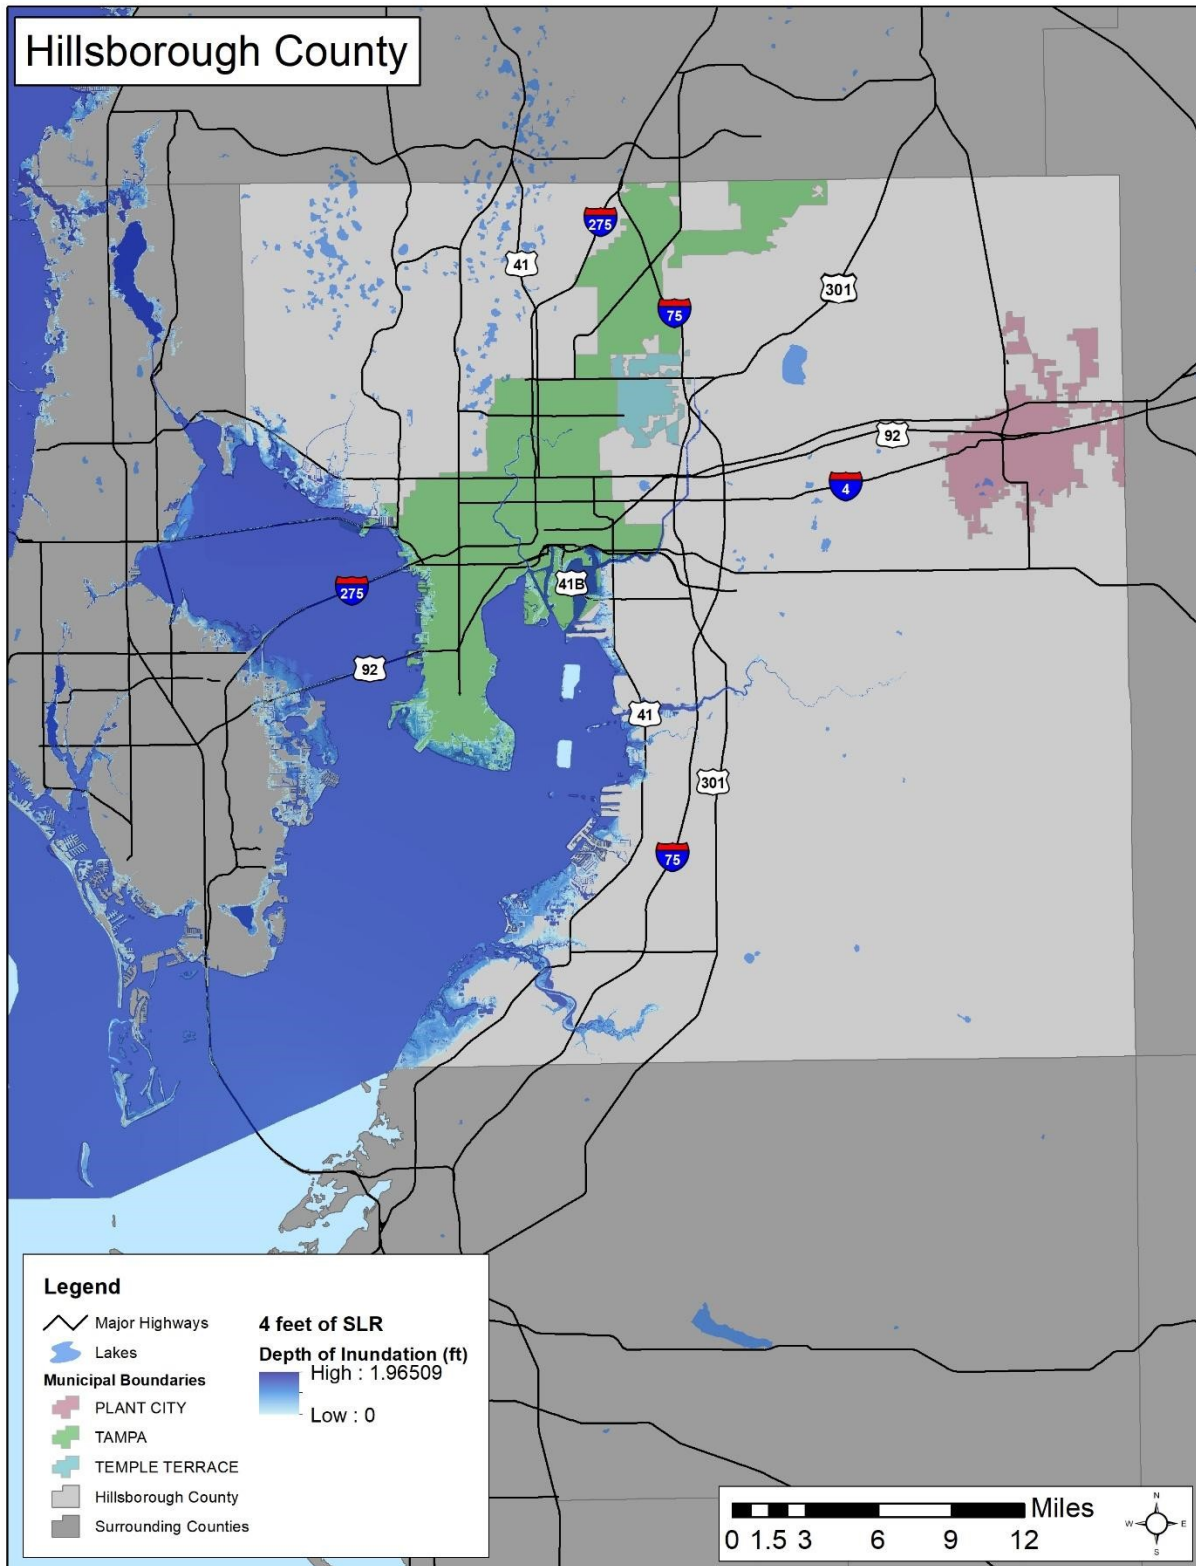 Hillsborough County
275
41
301
75
92
4
41B
275
92
41
301
75
Legend
Major Highways
Lakes
Municipal Boundaries
PLANT CITY
TAMPA
TEMPLE TERRACE
Hillsborough County
Surrounding Counties
4 feet of SLR
Depth of Inundation (ft)
High : 1.96509
Low : 0
Miles
0 1.5 3 6 9 12
N
W E
S